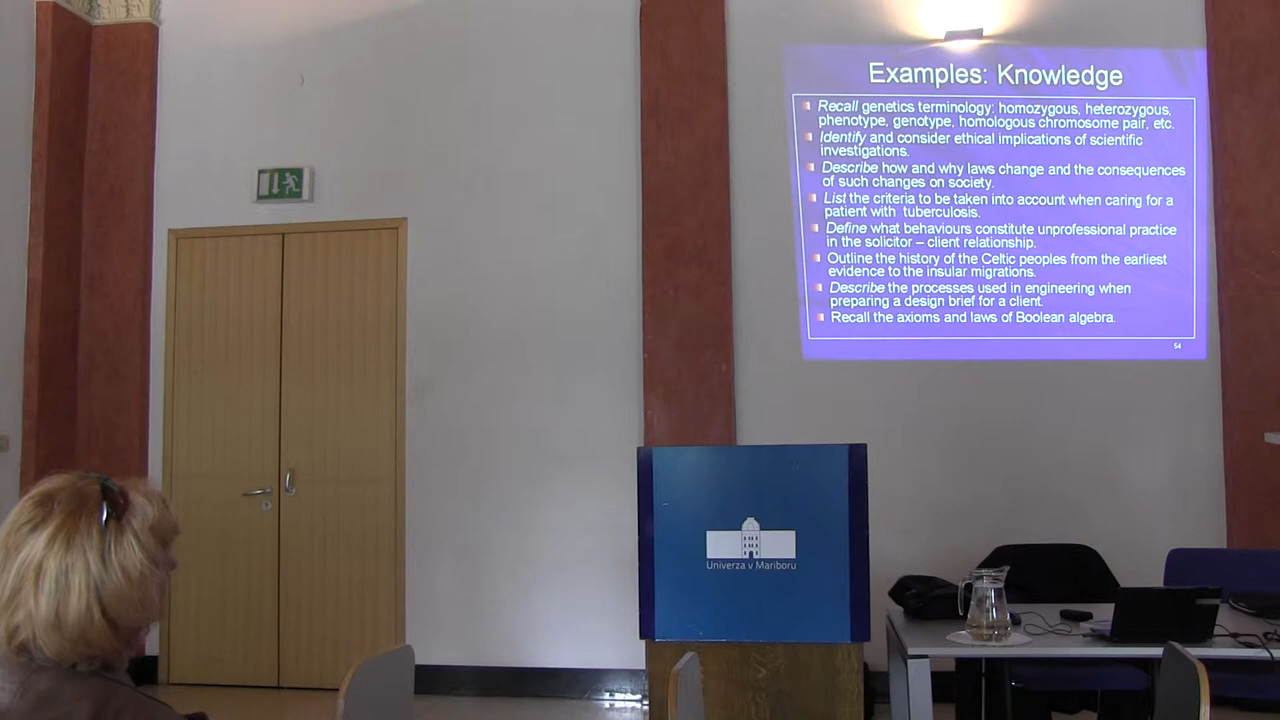 Examples: Knowledge
Recall genetics terminology: homozygous, heterozygous,
phenotype, genotype, homologous chromosome pair, etc.
Identify and consider ethical implications of scientific
investigations.
Describe how and why laws change and the consequences
of such changes on society.
List the criteria to be taken into account when caring for a
patient with tuberculosis.
Define what behaviours constitute unprofessional practice
in the solicitor – client relationship.
Outline the history of the Celtic peoples from the earliest
evidence to the insular migrations.
Describe the processes used in engineering when
preparing a design brief for a client.
Recall the axioms and laws of Boolean algebra.
54
Univerza v Mariboru